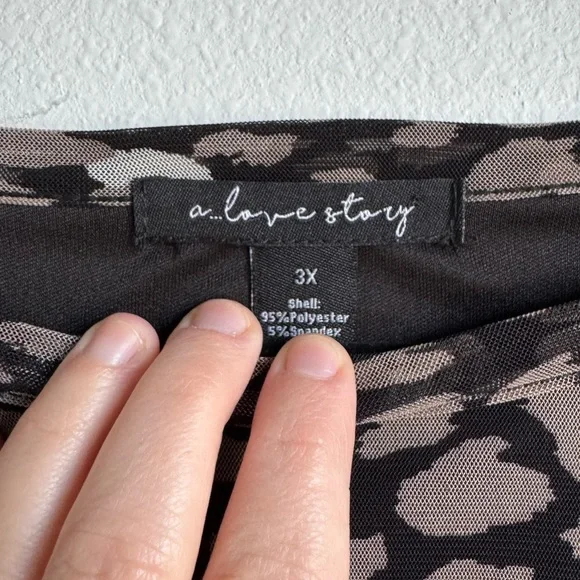 a...love story
3X
Shell:
95%Polyester
5%Spandex